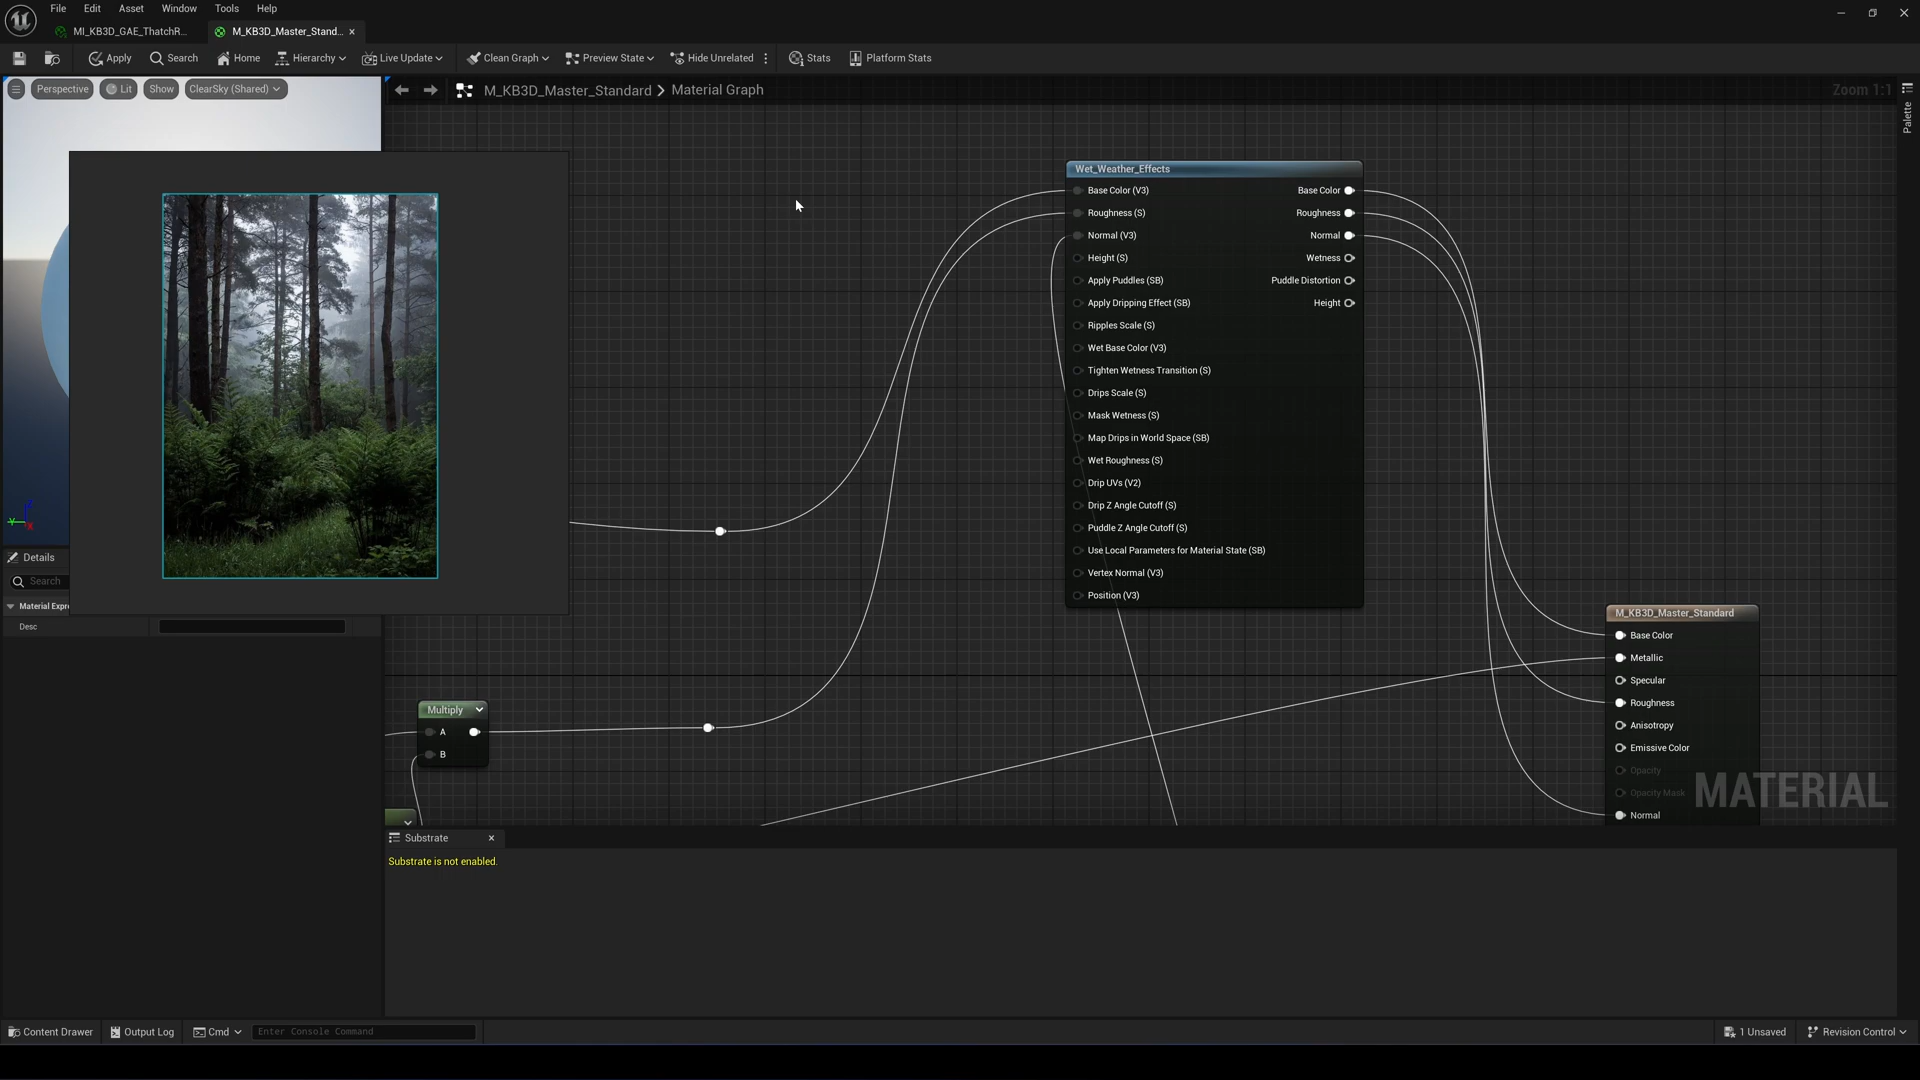 File Edit Asset Window Tools Help
MI_KB3D_GAE_ThatchR... M_KB3D_Master_Stand...
Apply Search Home Hierarchy Live Update Clean Graph Preview State Hide Unrelated Stats Platform Stats
Perspective Lit Show ClearSky (Shared)
M_KB3D_Master_Standard > Material Graph
Zoom 1:1
Palette
Wet_Weather_Effects
Base Color (V3) Base Color
Roughness (S) Roughness
Normal (V3) Normal
Height (S) Wetness
Apply Puddles (SB) Puddle Distortion
Apply Dripping Effect (SB) Height
Ripples Scale (S)
Wet Base Color (V3)
Tighten Wetness Transition (S)
Drips Scale (S)
Mask Wetness (S)
Map Drips in World Space (SB)
Wet Roughness (S)
Drip UVs (V2)
Drip Z Angle Cutoff (S)
Puddle Z Angle Cutoff (S)
Use Local Parameters for Material State (SB)
Vertex Normal (V3)
Position (V3)
Details
Search
Material Expre
Desc
Multiply
A
B
M_KB3D_Master_Standard
Base Color
Metallic
Specular
Roughness
Anisotropy
Emissive Color
Opacity
Opacity Mask
Normal
MATERIAL
Substrate
Substrate is not enabled.
Content Drawer Output Log Cmd Enter Console Command 1 Unsaved Revision Control